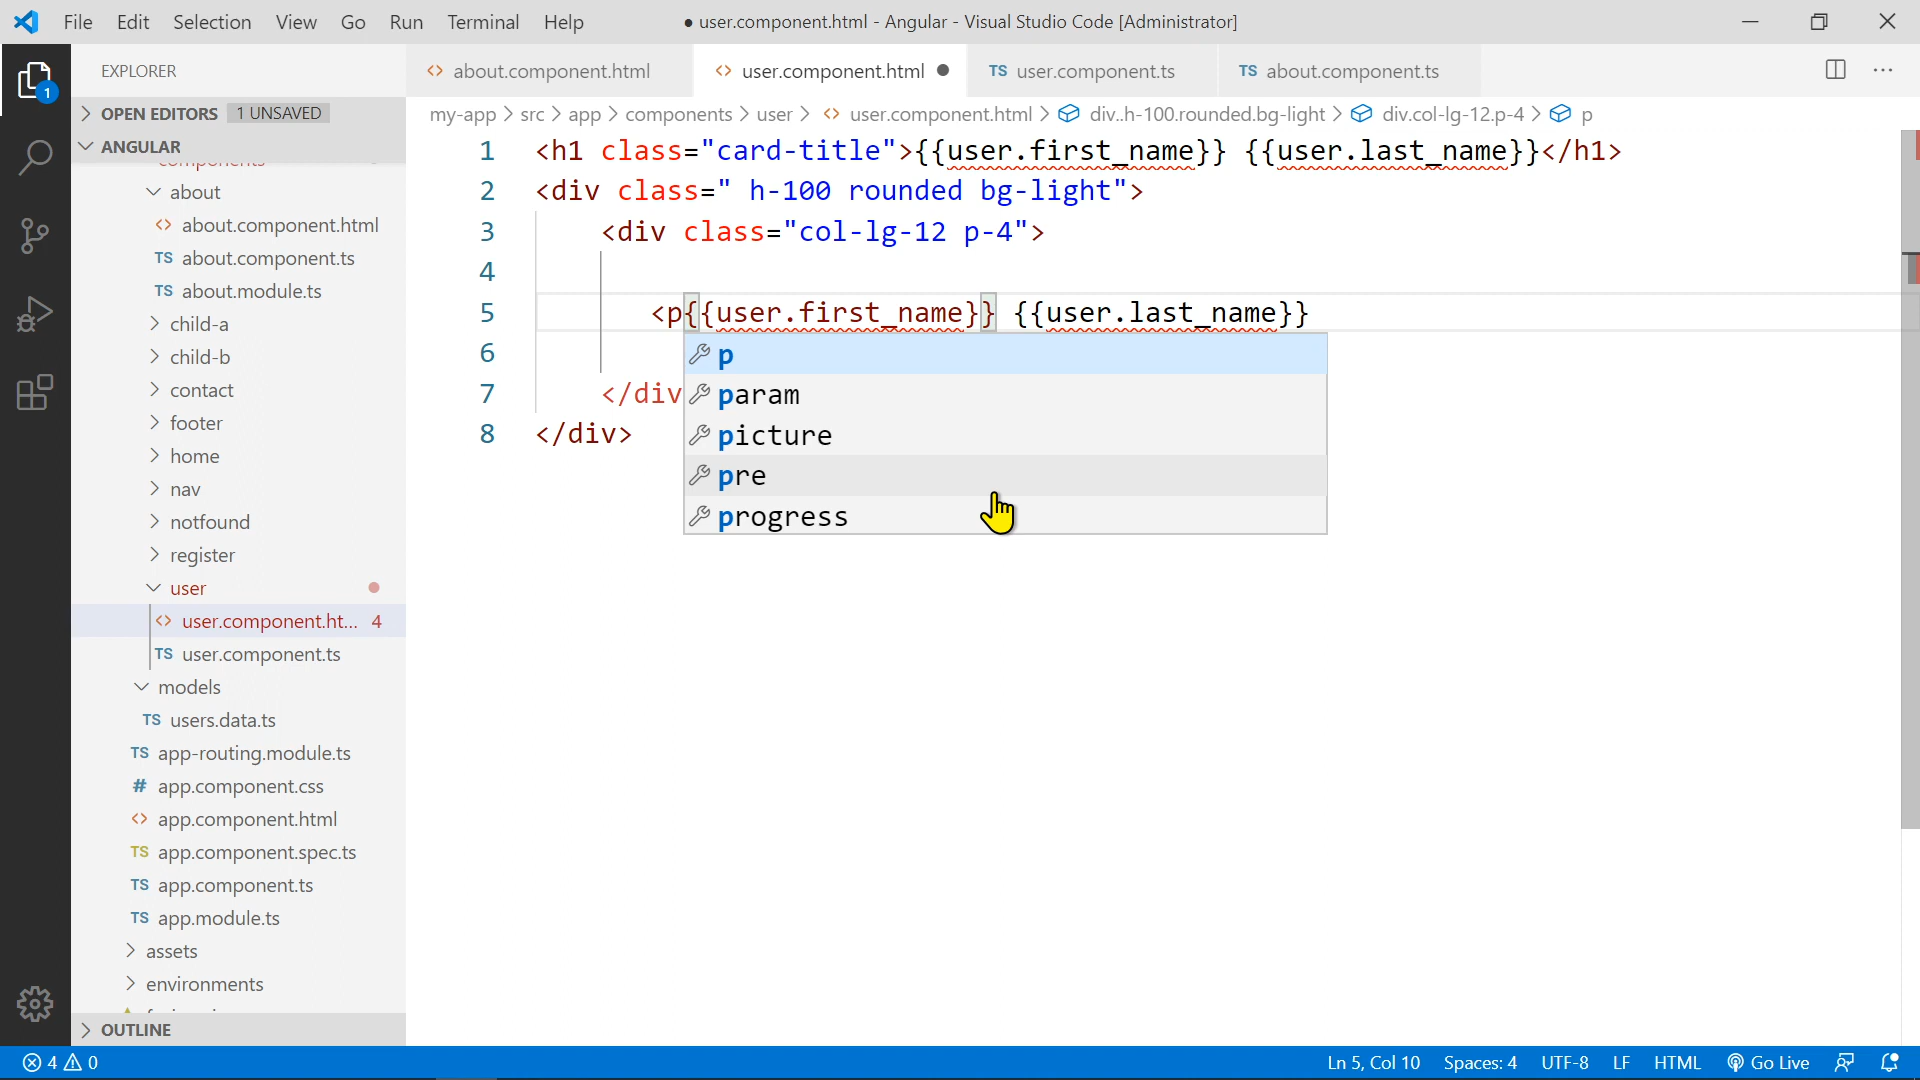 File Edit Selection View Go Run Terminal Help
● user.component.html - Angular - Visual Studio Code [Administrator]
EXPLORER
about.component.html
user.component.html
TS user.component.ts
TS about.component.ts
1
OPEN EDITORS 1 UNSAVED
my-app > src > app > components > user > user.component.html > div..h-100.rounded.bg-light > div.col-lg-12.p-4 > p
ANGULAR
components
about
about.component.html
TS about.component.ts
TS about.module.ts
child-a
child-b
contact
footer
home
nav
notfound
register
user
user.component.ht... 4
TS user.component.ts
models
TS users.data.ts
TS app-routing.module.ts
# app.component.css
app.component.html
TS app.component.spec.ts
TS app.component.ts
TS app.module.ts
assets
environments
OUTLINE
1 <h1 class="card-title">{{user.first_name}} {{user.last_name}}</h1>
2 <div class=" h-100 rounded bg-light">
3 <div class="col-lg-12 p-4">
4
5 <p{{user.first_name}} {{user.last_name}}
6
7 </div
8 </div>
p
param
picture
pre
progress
4 0
Ln 5, Col 10 Spaces: 4 UTF-8 LF HTML Go Live